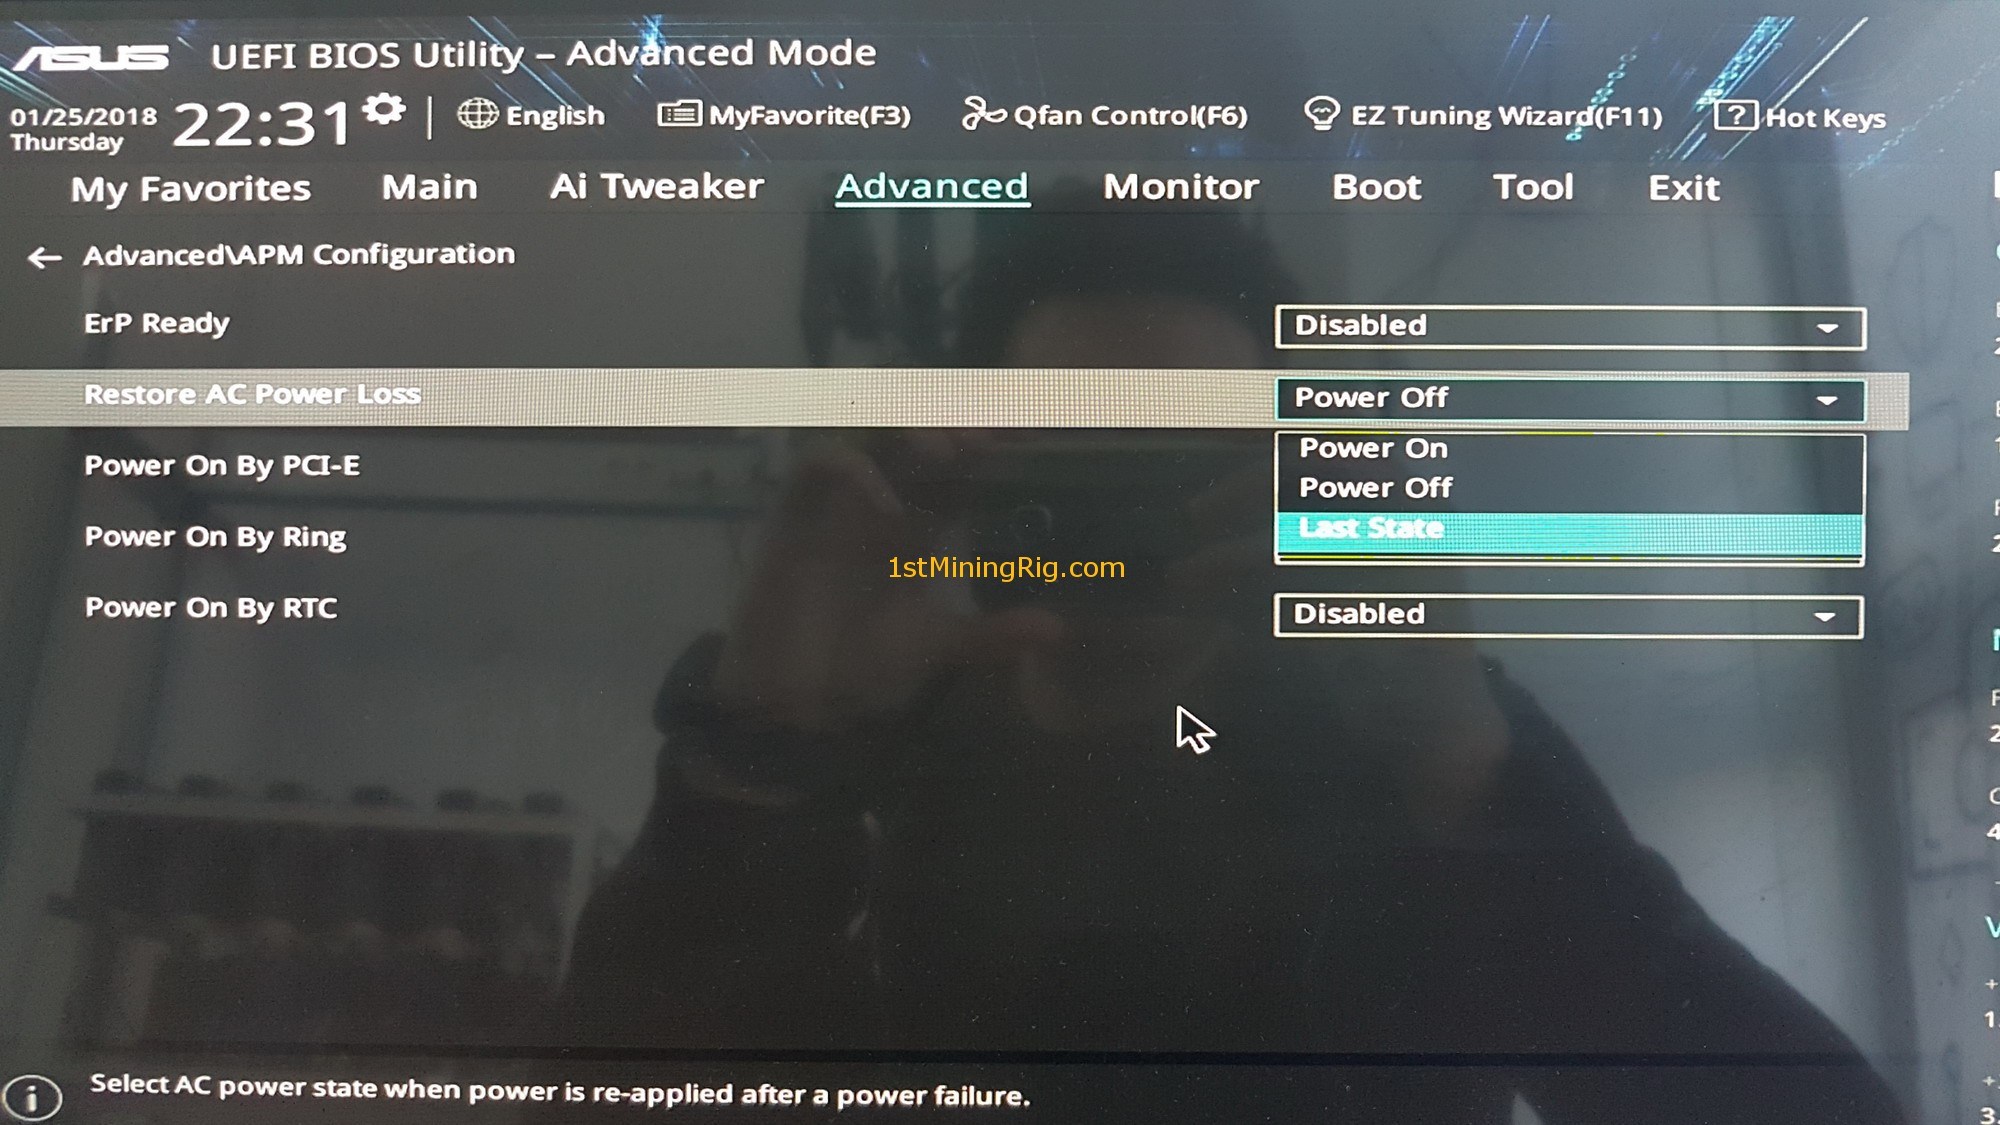 ASUS UEFI BIOS Utility – Advanced Mode
01/25/2018
Thursday
22:31
English
MyFavorite(F3)
Qfan Control(F6)
EZ Tuning Wizard(F11)
? Hot Keys
My Favorites Main Ai Tweaker Advanced Monitor Boot Tool Exit
← Advanced\APM Configuration
ErP Ready Disabled
Restore AC Power Loss Power Off
Power On
Power Off
Last State
Power On By PCI-E
Power On By Ring
Power On By RTC Disabled
1stMiningRig.com
i Select AC power state when power is re-applied after a power failure.